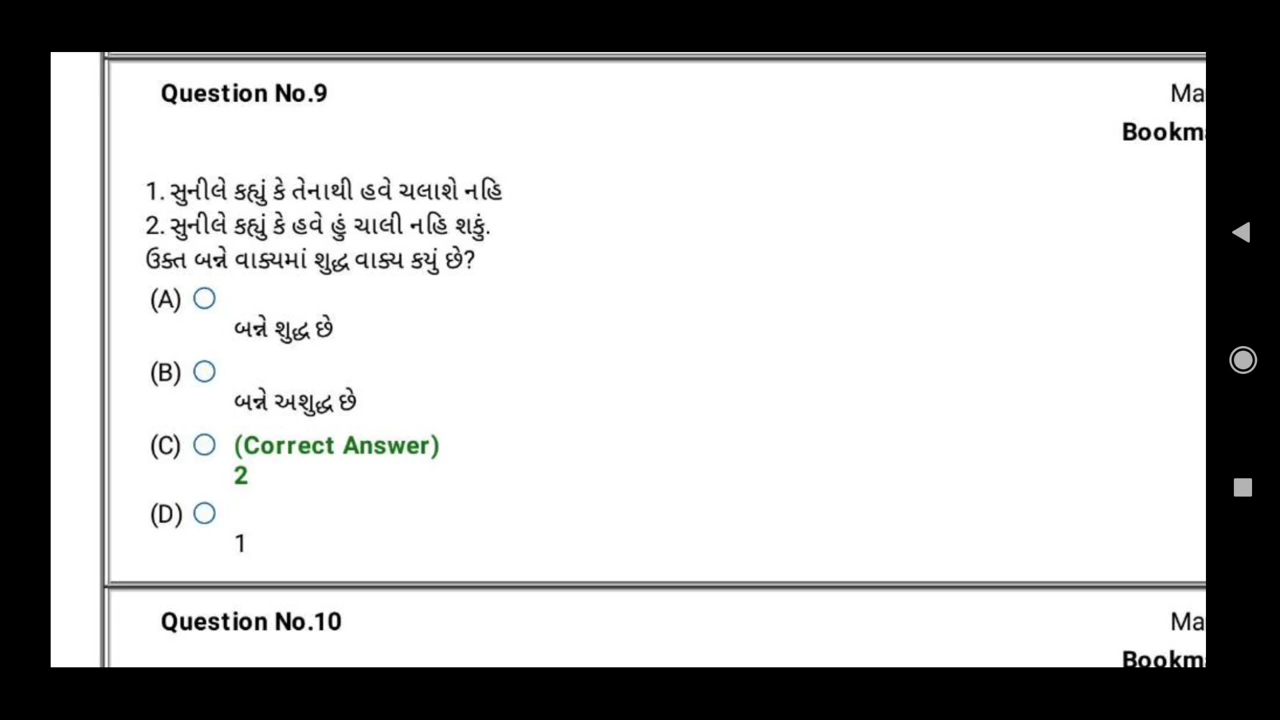 Question No.9
Ma
Bookma
1. સુનીલે કહ્યું કે તેનાથી હવે ચલાશે નહિ
2. સુનીલે કહ્યું કે હવે હું ચાલી નહિ શકું.
ઉક્ત બન્ને વાક્યમાં શુદ્ધ વાક્ય કયું છે?
(A)
બન્ને શુદ્ધ છે
(B)
બન્ને અશુદ્ધ છે
(C) (Correct Answer)
2
(D)
1
Question No.10
Ma
Bookm